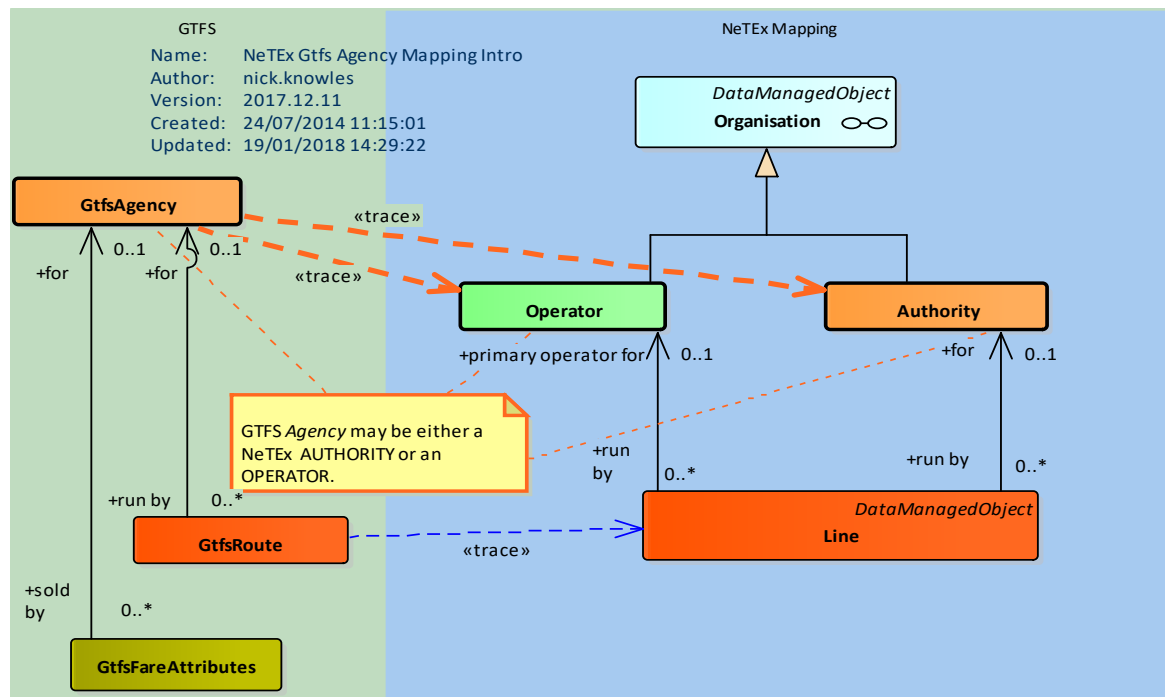 GTFS
NeTEx Mapping
Name: NeTEx Gtfs Agency Mapping Intro
Author: nick.knowles
Version: 2017.12.11
Created: 24/07/2014 11:15:01
Updated: 19/01/2018 14:29:22
DataManagedObject
Organisation
GtfsAgency
«trace»
0..1
0..1
+for
+for
«trace»
Operator
Authority
+primary operator for
0..1
+for
0..1
GTFS Agency may be either a
NeTEx AUTHORITY or an
OPERATOR.
+run
by
+run by
0..*
0..*
+run by
0..*
DataManagedObject
Line
GtfsRoute
«trace»
+sold
by
0..*
GtfsFareAttributes